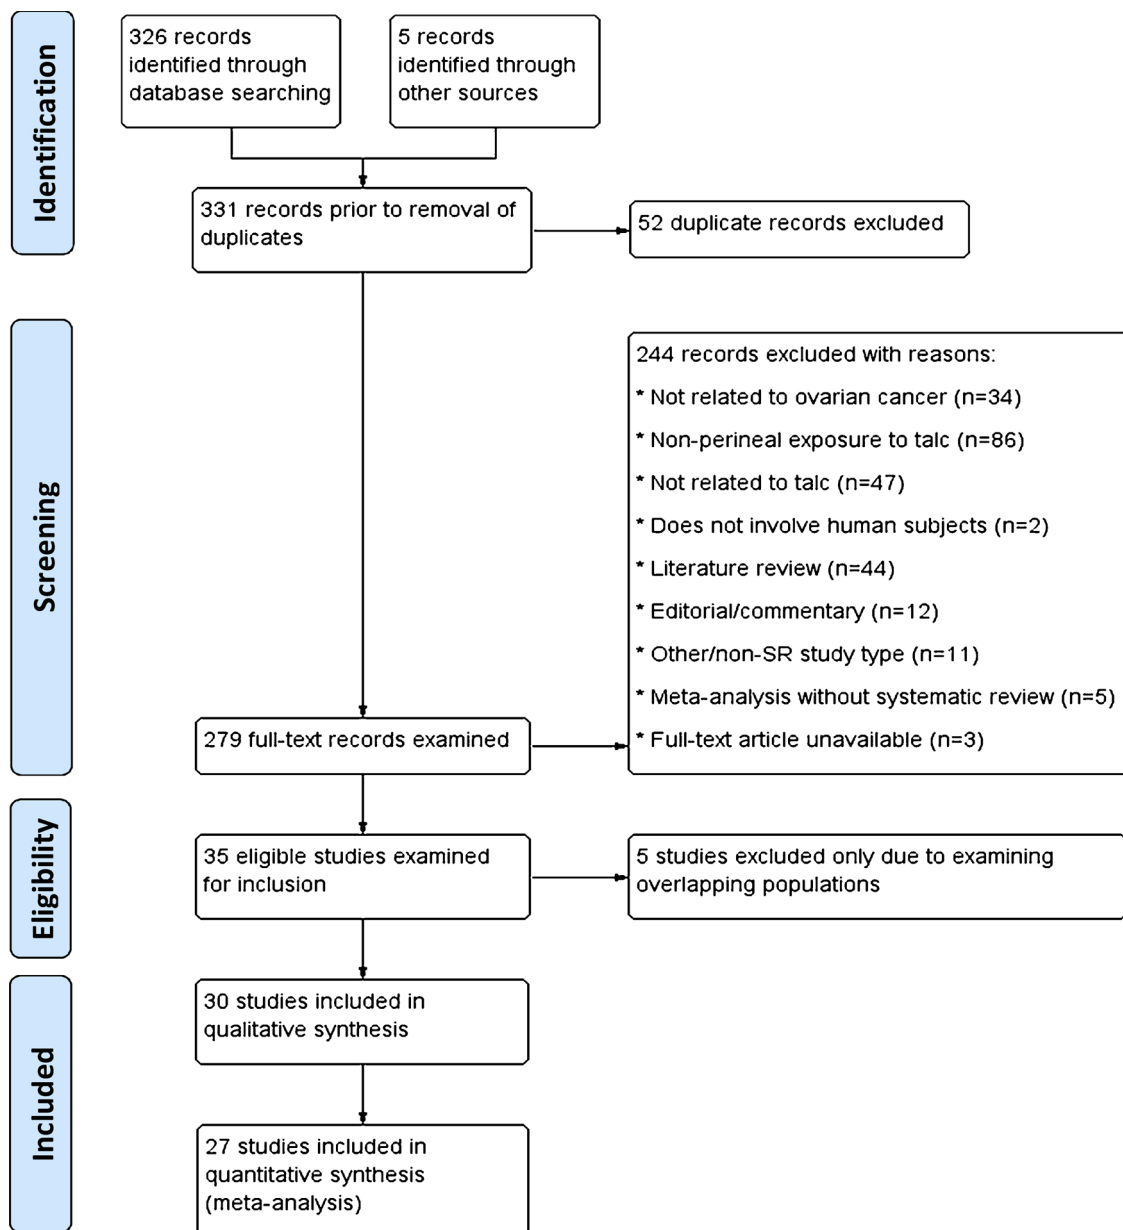 Identification
326 records
identified through
database searching
5 records
identified through
other sources
331 records prior to removal of
duplicates
52 duplicate records excluded
Screening
279 full-text records examined
244 records excluded with reasons:
* Not related to ovarian cancer (n=34)
* Non-perineal exposure to talc (n=86)
* Not related to talc (n=47)
* Does not involve human subjects (n=2)
* Literature review (n=44)
* Editorial/commentary (n=12)
* Other/non-SR study type (n=11)
* Meta-analysis without systematic review (n=5)
* Full-text article unavailable (n=3)
Eligibility
35 eligible studies examined
for inclusion
5 studies excluded only due to examining
overlapping populations
Included
30 studies included in
qualitative synthesis
27 studies included in
quantitative synthesis
(meta-analysis)